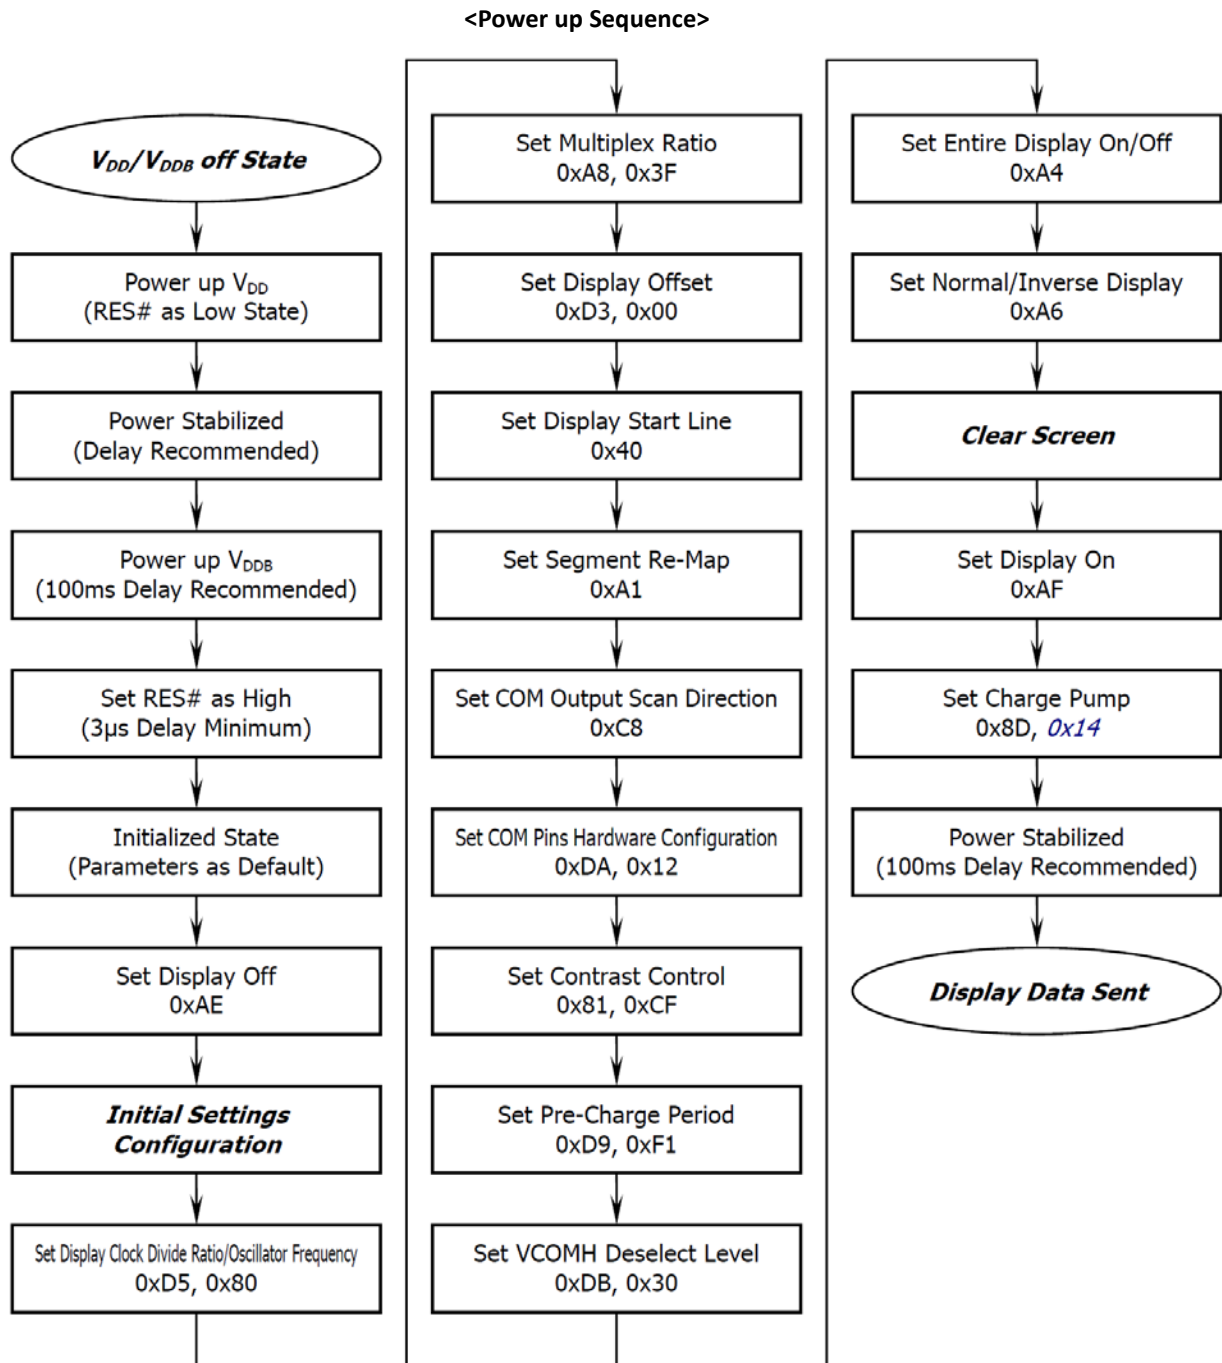 <Power up Sequence>
VDD/VDDB off State
Power up VDD
(RES# as Low State)
Power Stabilized
(Delay Recommended)
Power up VDDB
(100ms Delay Recommended)
Set RES# as High
(3µs Delay Minimum)
Initialized State
(Parameters as Default)
Set Display Off
0xAE
Initial Settings
Configuration
Set Display Clock Divide Ratio/Oscillator Frequency
0xD5, 0x80
Set Multiplex Ratio
0xA8, 0x3F
Set Display Offset
0xD3, 0x00
Set Display Start Line
0x40
Set Segment Re-Map
0xA1
Set COM Output Scan Direction
0xC8
Set COM Pins Hardware Configuration
0xDA, 0x12
Set Contrast Control
0x81, 0xCF
Set Pre-Charge Period
0xD9, 0xF1
Set VCOMH Deselect Level
0xDB, 0x30
Set Entire Display On/Off
0xA4
Set Normal/Inverse Display
0xA6
Clear Screen
Set Display On
0xAF
Set Charge Pump
0x8D, 0x14
Power Stabilized
(100ms Delay Recommended)
Display Data Sent